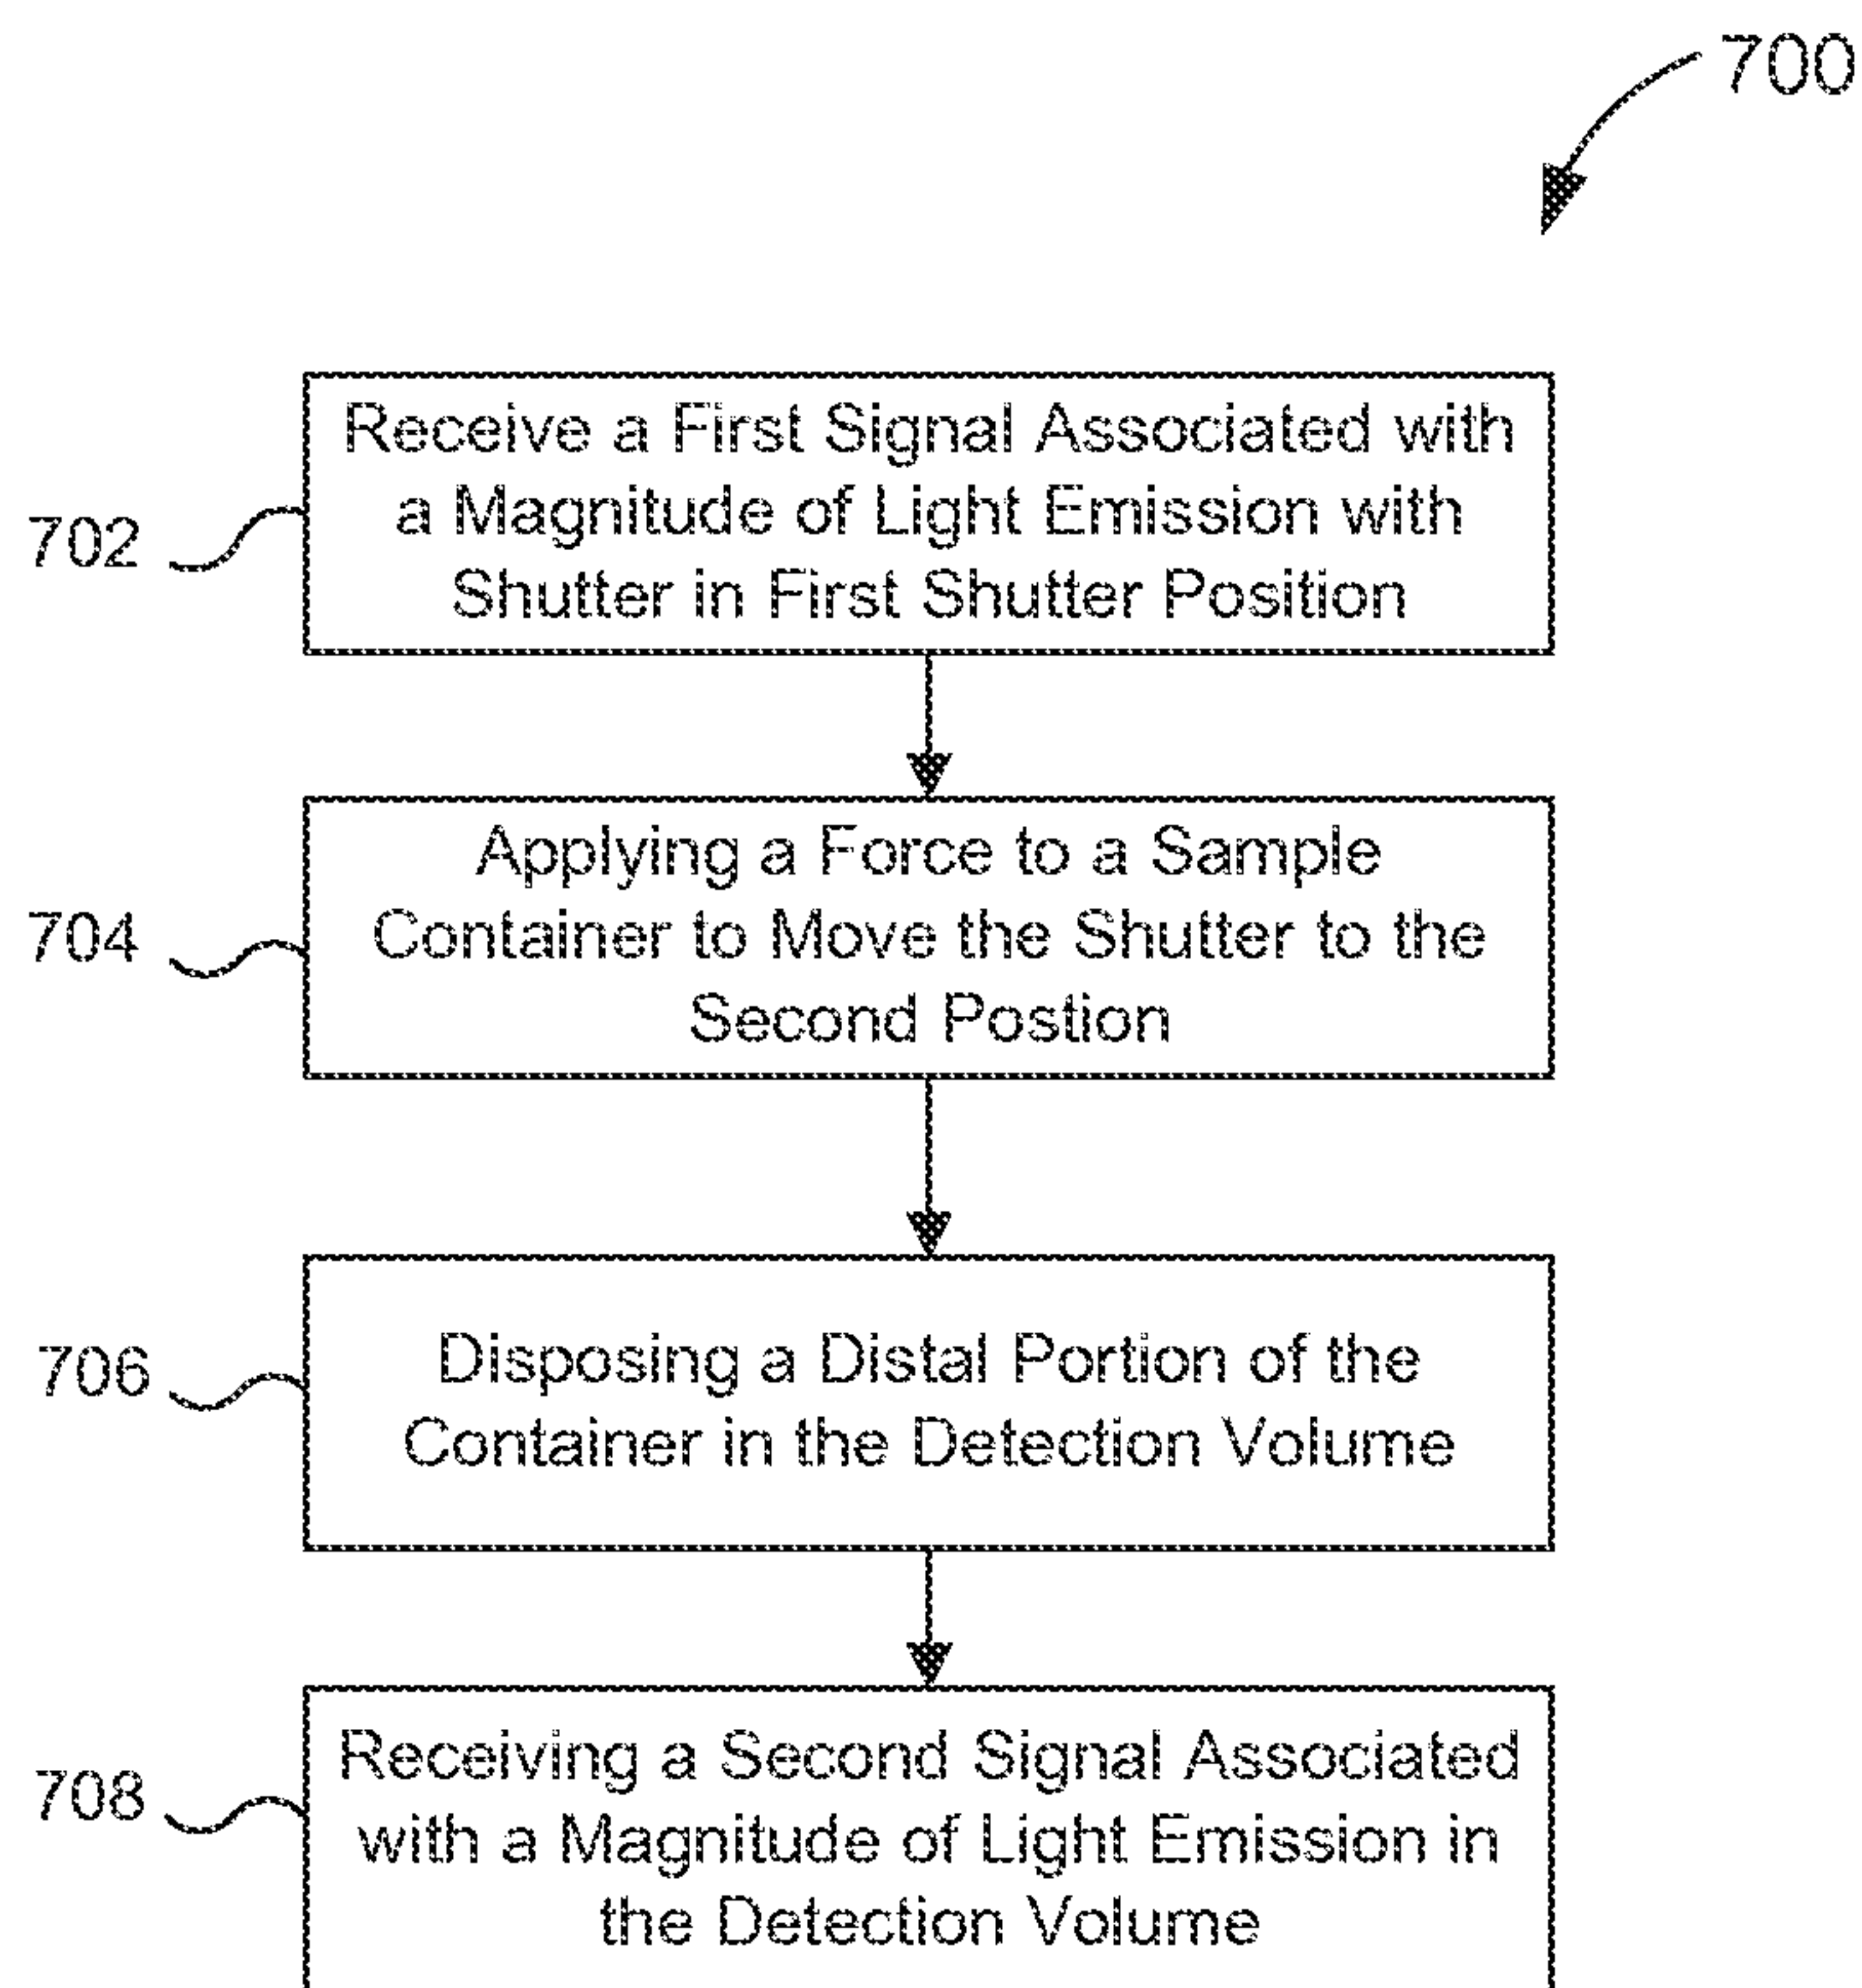 700
702
Receive a First Signal Associated with
a Magnitude of Light Emission with
Shutter in First Shutter Position
704
Applying a Force to a Sample
Container to Move the Shutter to the
Second Postion
706
Disposing a Distal Portion of the
Container in the Detection Volume
708
Receiving a Second Signal Associated
with a Magnitude of Light Emission in
the Detection Volume